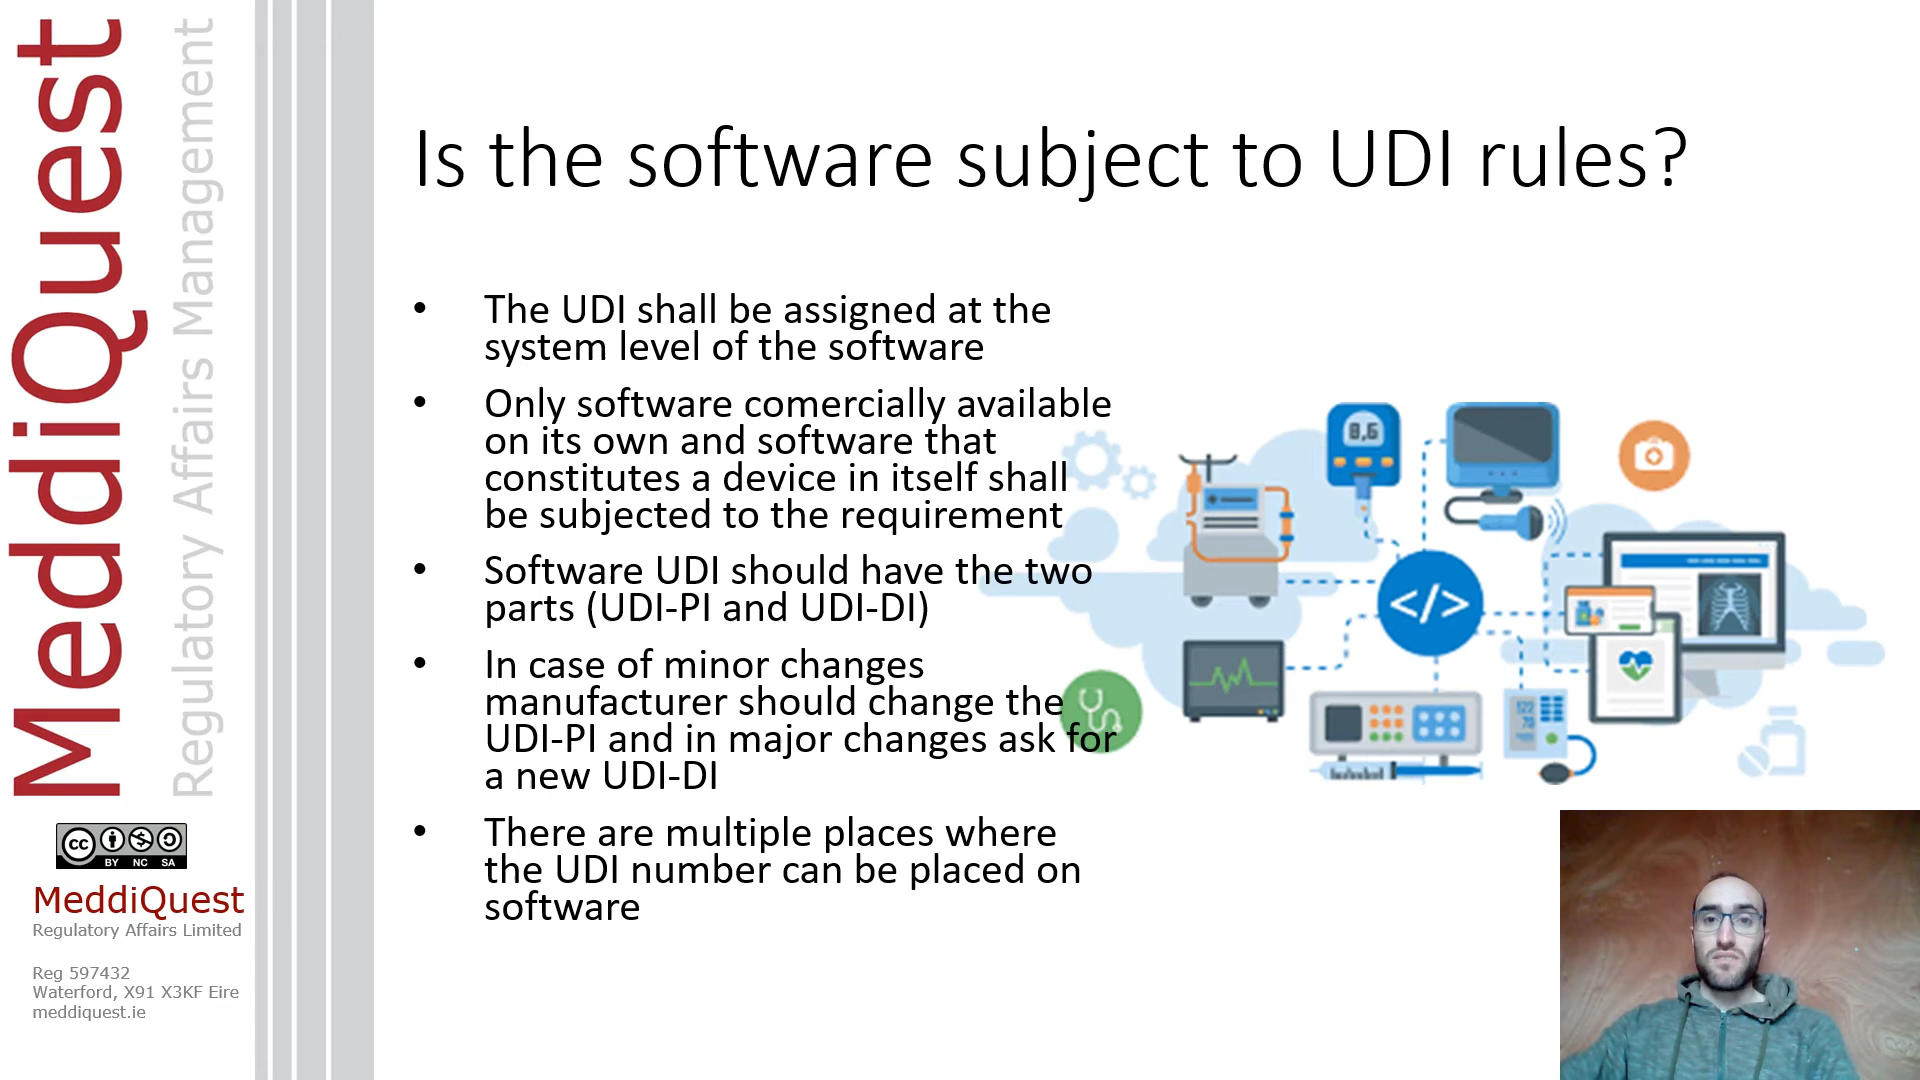 MeddiQuest
Regulatory Affairs Management
Is the software subject to UDI rules?
• The UDI shall be assigned at the
system level of the software
• Only software comercially available
on its own and software that
constitutes a device in itself shall
be subjected to the requirement
• Software UDI should have the two
parts (UDI-PI and UDI-DI)
• In case of minor changes
manufacturer should change the
UDI-PI and in major changes ask for
a new UDI-DI
• There are multiple places where
the UDI number can be placed on
software
8,6
</>
122
70
cc
BY NC SA
MeddiQuest
Regulatory Affairs Limited
Reg 597432
Waterford, X91 X3KF Eire
meddiquest.ie